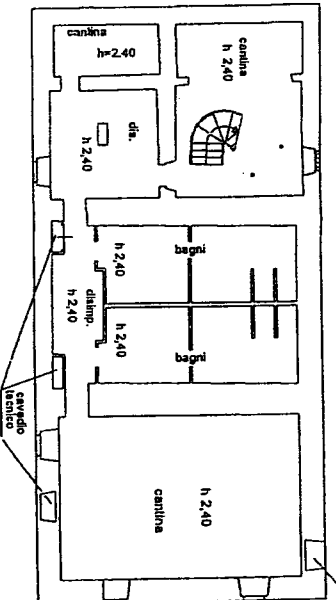 cantina
h=2.40
cantina
h 2,40
dis.
h 2,40
bagni
h 2,40
disimp.
h 2,40
h 2,40
bagni
cavedio
tecnico
h 2,40
cantina